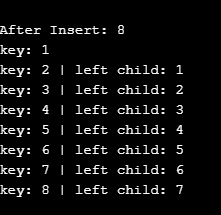 After Insert: 8
key: 1
key: 2 | left child: 1
key: 3 | left child: 2
key: 4 | left child: 3
key: 5 | left child: 4
key: 6 | left child: 5
key: 7 | left child: 6
key: 8 | left child: 7